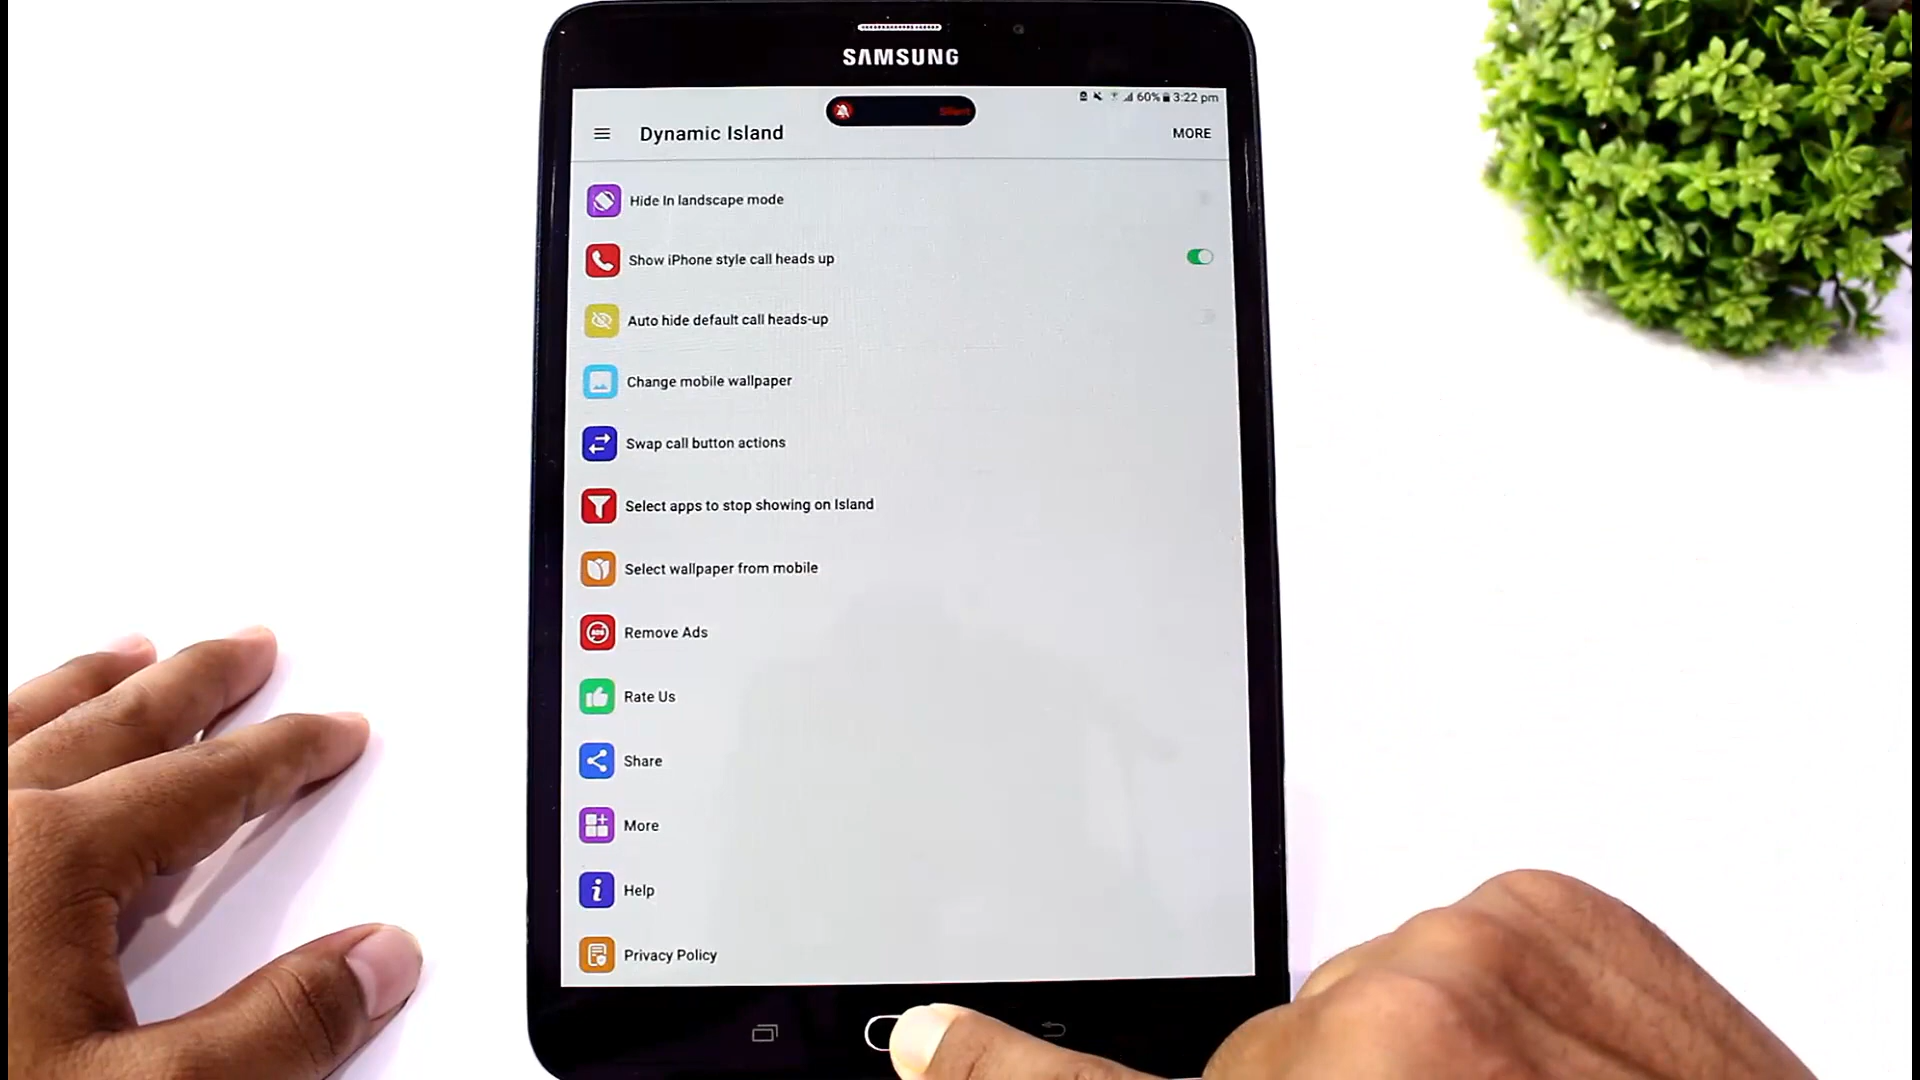 SAMSUNG
60% 3:22 pm
Silent
Dynamic Island
MORE
Hide In landscape mode
Show iPhone style call heads up
Auto hide default call heads-up
Change mobile wallpaper
Swap call button actions
Select apps to stop showing on Island
Select wallpaper from mobile
ADS
Remove Ads
Rate Us
Share
More
Help
Privacy Policy